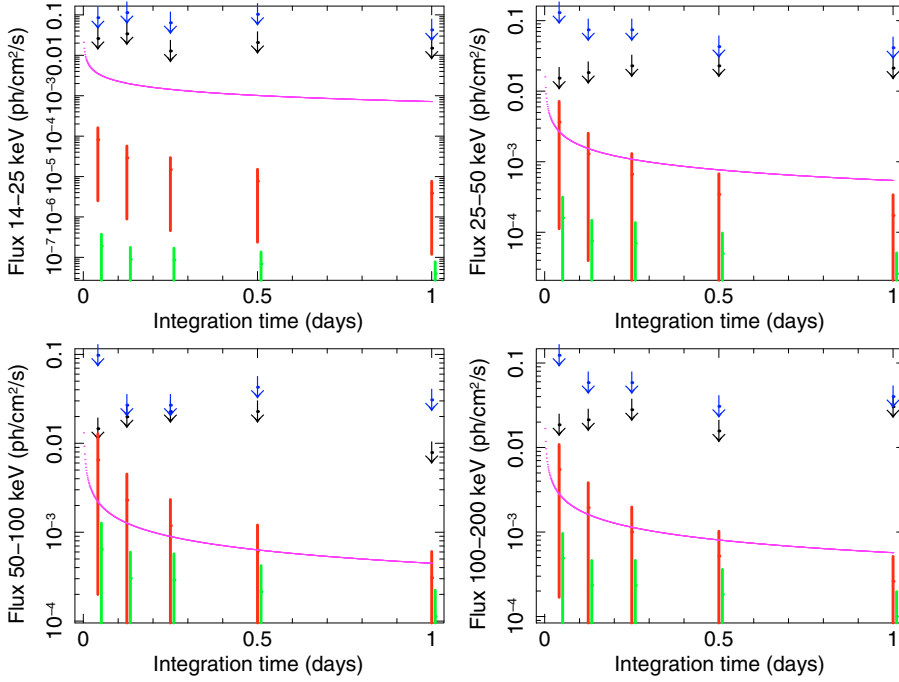 0.1
0.01
10−3
10−4
10−5
10−6
10−7
Flux 14−25 keV (ph/cm2/s)
0 0.5 1
Integration time (days)
0.1
0.01
10−3
10−4
Flux 25−50 keV (ph/cm2/s)
0 0.5 1
Integration time (days)
0.1
0.01
10−3
10−4
Flux 50−100 keV (ph/cm2/s)
0 0.5 1
Integration time (days)
0.1
0.01
10−3
10−4
Flux 100−200 keV (ph/cm2/s)
0 0.5 1
Integration time (days)